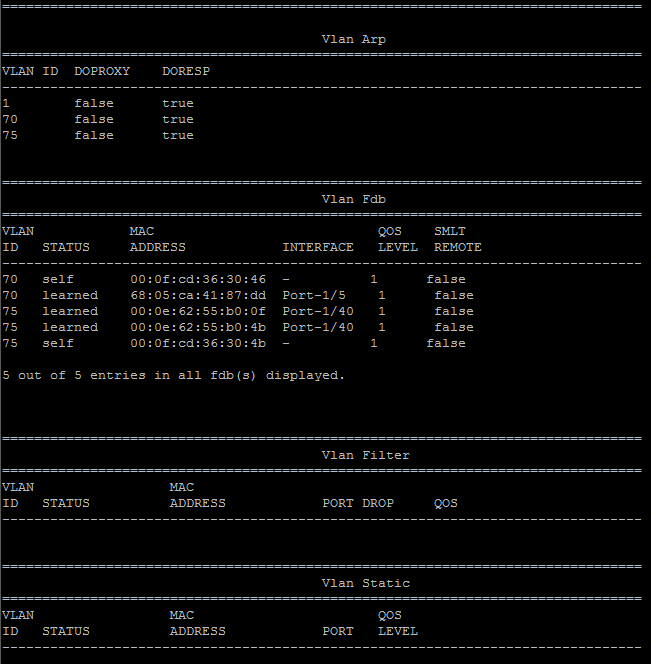 ================================================================================
Vlan Arp
================================================================================
VLAN ID  DOPROXY    DORESP
--------------------------------------------------------------------------------
1        false      true
70       false      true
75       false      true
================================================================================
Vlan Fdb
================================================================================
VLAN            MAC                            QOS    SMLT
ID   STATUS     ADDRESS            INTERFACE   LEVEL  REMOTE
--------------------------------------------------------------------------------
70   self       00:0f:cd:36:30:46  -          1      false
70   learned    68:05:ca:41:87:dd  Port-1/5    1      false
75   learned    00:0e:62:55:b0:0f  Port-1/40   1      false
75   learned    00:0e:62:55:b0:4b  Port-1/40   1      false
75   self       00:0f:cd:36:30:4b  -          1      false
5 out of 5 entries in all fdb(s) displayed.
================================================================================
Vlan Filter
================================================================================
VLAN                 MAC
ID   STATUS          ADDRESS            PORT DROP     QOS
--------------------------------------------------------------------------------
================================================================================
Vlan Static
================================================================================
VLAN                 MAC                       QOS
ID   STATUS          ADDRESS            PORT   LEVEL
--------------------------------------------------------------------------------